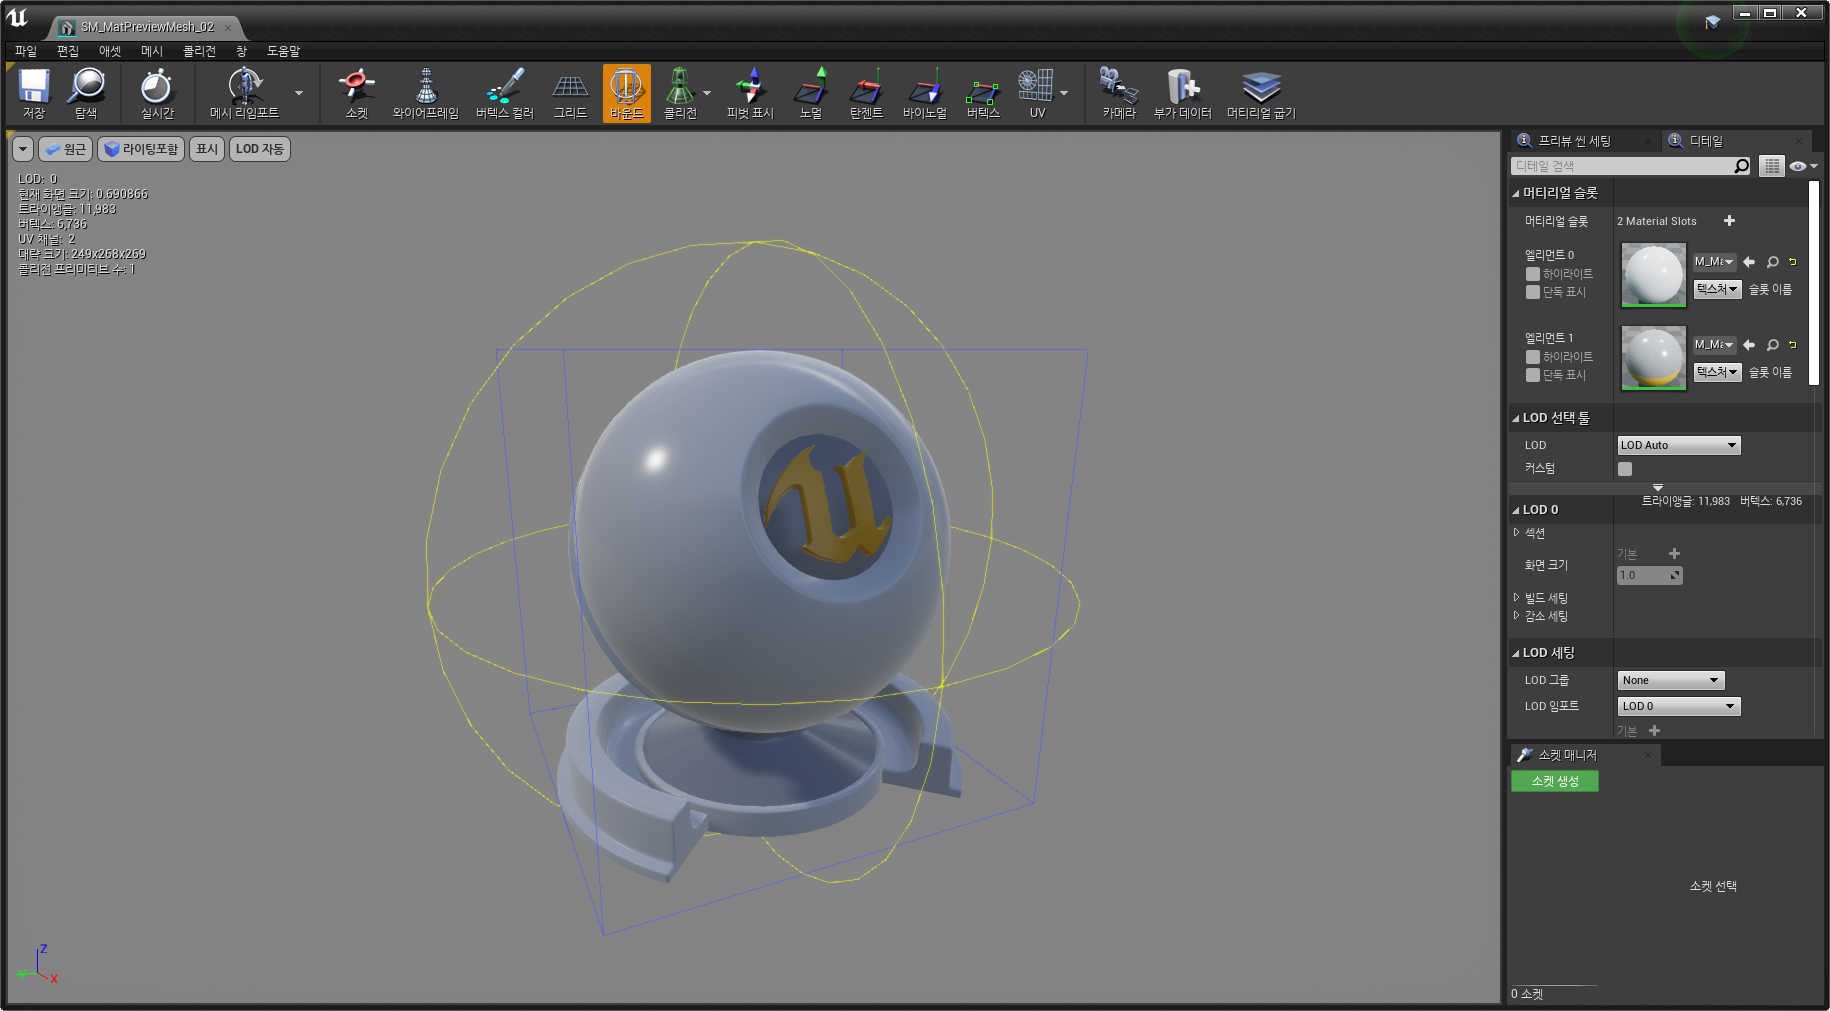 SM_MatPreviewMesh_02
파일 편집 애셋 메시 콜리전 창 도움말
저장 탐색 실시간 메시 리임포트 소켓 와이어프레임 버텍스 컬러 그리드 바운드 콜리전 피벗 표시 노멀 탄젠트 바이노멀 버텍스 UV 카메라 부가 데이터 머티리얼 굽기
원근 라이팅포함 표시 LOD 자동
LOD: 0
현재 화면 크기: 0.690866
트라이앵글: 11,983
버텍스: 6,736
UV 채널: 2
대략 크기: 249x268x269
콜리전 프리미티브 수: 1
Z
Y
X
프리뷰 씬 세팅 디테일
디테일 검색
머티리얼 슬롯
머티리얼 슬롯 2 Material Slots
엘리먼트 0
하이라이트
단독 표시
M_Ma
텍스처 슬롯 이름
엘리먼트 1
하이라이트
단독 표시
M_Ma
텍스처 슬롯 이름
LOD 선택 툴
LOD LOD Auto
커스텀
트라이앵글: 11,983 버텍스: 6,736
LOD 0
섹션
화면 크기
기본
1.0
빌드 세팅
감소 세팅
LOD 세팅
LOD 그룹 None
LOD 임포트 LOD 0
기본
소켓 매니저
소켓 생성
소켓 선택
0 소켓